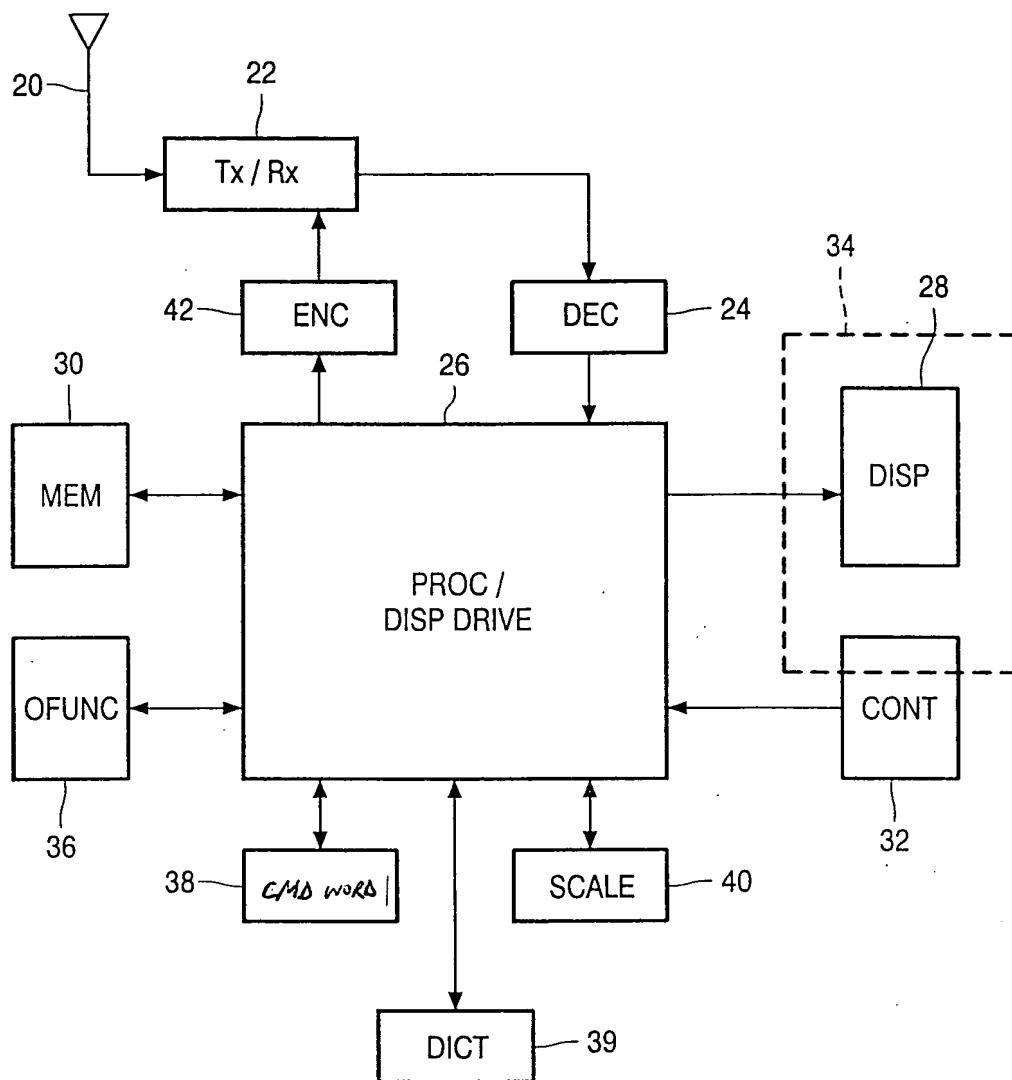 20
22
Tx / Rx
34
28
42
ENC
DEC
24
30
26
MEM
DISP
PROC /
DISP DRIVE
OFUNC
CONT
36
32
38
CMD WORD
SCALE
40
DICT
39